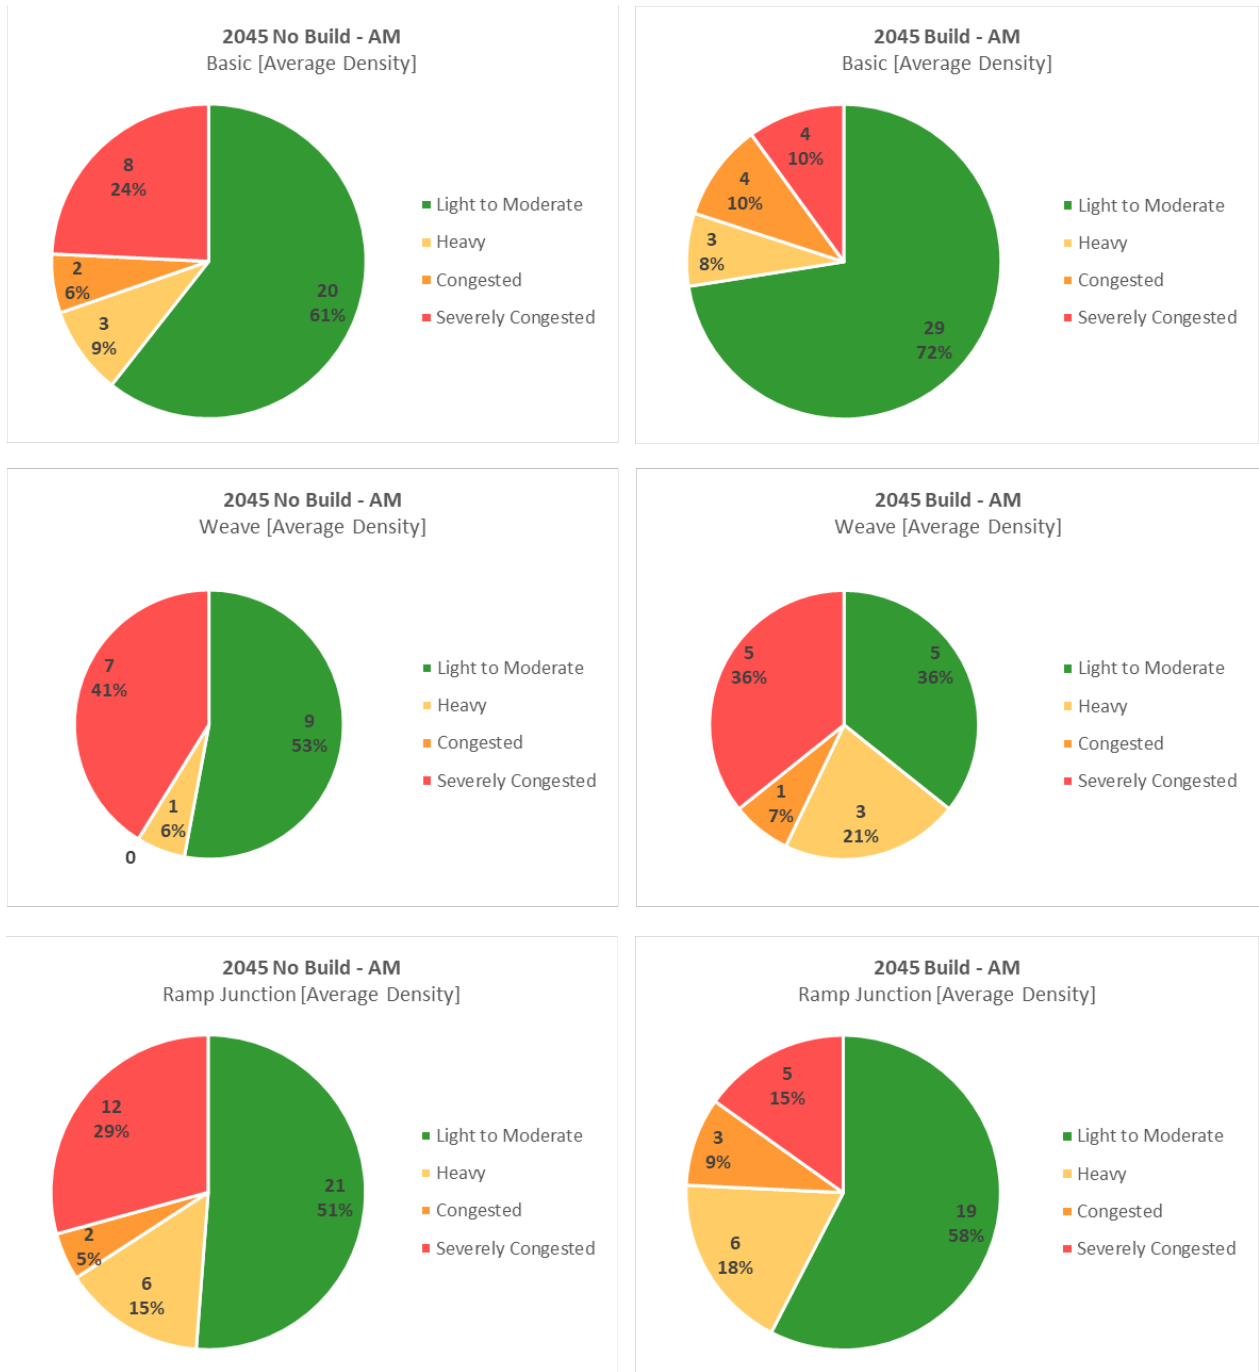 2045 No Build - AM
Basic [Average Density]
8
24%
2
6%
3
9%
20
61%
Light to Moderate
Heavy
Congested
Severely Congested
2045 Build - AM
Basic [Average Density]
4
10%
4
10%
3
8%
29
72%
Light to Moderate
Heavy
Congested
Severely Congested
2045 No Build - AM
Weave [Average Density]
7
41%
9
53%
1
6%
0
Light to Moderate
Heavy
Congested
Severely Congested
2045 Build - AM
Weave [Average Density]
5
36%
5
36%
1
7%
3
21%
Light to Moderate
Heavy
Congested
Severely Congested
2045 No Build - AM
Ramp Junction [Average Density]
12
29%
21
51%
2
5%
6
15%
Light to Moderate
Heavy
Congested
Severely Congested
2045 Build - AM
Ramp Junction [Average Density]
5
15%
3
9%
6
18%
19
58%
Light to Moderate
Heavy
Congested
Severely Congested